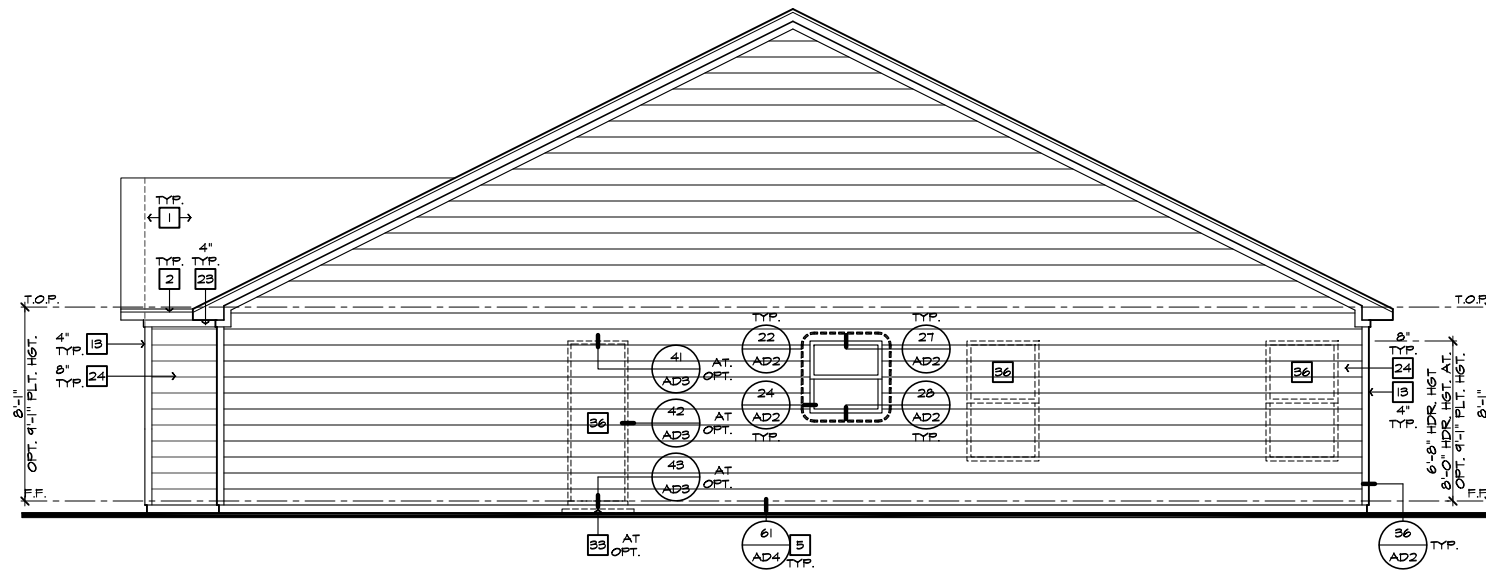 TYP.
1
4"
TYP.
2
23
T.O.P.
T.O.P.
4"
TYP.
13
8"
TYP.
24
8'-1"
OPT. 9'-1" PLT. HGT.
F.F.
41
AD3
AT
OPT.
42
AD3
AT
OPT.
43
AD3
AT
OPT.
36
33
AT
OPT.
TYP.
22
AD2
24
AD2
TYP.
TYP.
27
AD2
28
AD2
TYP.
36
36
8"
TYP.
24
13
4"
TYP.
6'-8" HDR. HGT
8'-0" HDR. HGT. AT.
OPT. 9'-1" PLT. HGT.
8'-1"
F.F.
61
AD4
5
TYP.
36
AD2
TYP.